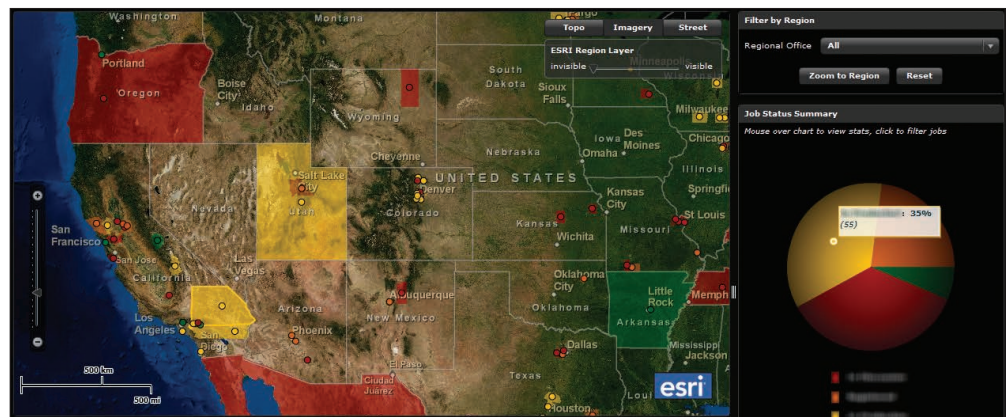 Washington
Montana
Fargo
Topo Imagery Street
ESRI Region Layer
invisible visible
Minneapolis
Wisconsin
Portland
Oregon
Boise
City
Idaho
South
Dakota
Sioux
Falls
Wyoming
Milwaukee
Chicago
Iowa
Des
Moines
Omaha
Illinois
Cheyenne
Nebraska
Salt Lake
City
UNITED STATES
Springfi
Denver
Nevada
Utah
Colorado
Kansas
City
St Louis
San
Francisco
Kansas
Missouri
San Jose
Wichita
California
Las
Vegas
Los
Angeles
Arizona
Albuquerque
New Mexico
Oklahoma
City
Oklahoma
Little
Rock
Arkansas
Memph
San
Diego
Phoenix
Dallas
Mississippi
Jackson
El Paso
Ciudad
Juárez
Texas
Houston
Loui
500 km
500 mi
esri
Filter by Region
Regional Office All
Zoom to Region Reset
Job Status Summary
Mouse over chart to view stats, click to filter jobs
: 35%
(55)